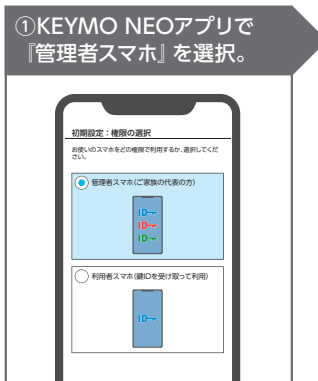 ①KEYMO NEOアプリで
『管理者スマホ』を選択。
初期設定：権限の選択
お使いのスマホをどの権限で利用するか、選択してくだ
さい。
管理者スマホ(ご家族の代表の方)
ID
ID
ID
利用者スマホ(鍵IDを受け取って利用)
ID